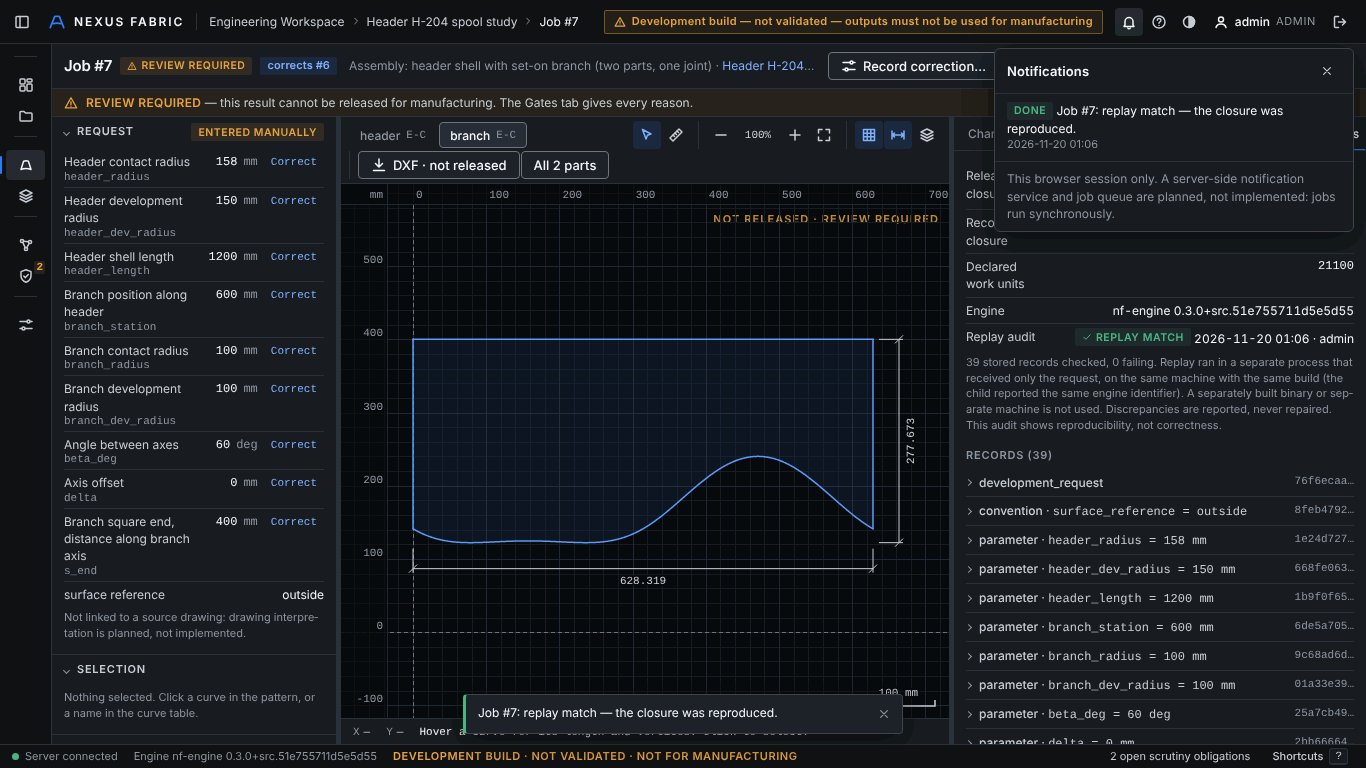 NEXUS FABRIC
Engineering Workspace > Header H-204 spool study > Job #7
Development build — not validated — outputs must not be used for manufacturing
admin ADMIN
Job #7
REVIEW REQUIRED
corrects #6
Assembly: header shell with set-on branch (two parts, one joint) · Header H-204…
Record correction…
REVIEW REQUIRED — this result cannot be released for manufacturing. The Gates tab gives every reason.
Notifications
DONE Job #7: replay match — the closure was
reproduced.
2026-11-20 01:06
This browser session only. A server-side notification
service and job queue are planned, not implemented: jobs
run synchronously.
2
REQUEST
ENTERED MANUALLY
Header contact radius 158 mm Correct
header_radius
Header development
radius
150 mm Correct
header_dev_radius
Header shell length 1200 mm Correct
header_length
Branch position along
header
600 mm Correct
branch_station
Branch contact radius 100 mm Correct
branch_radius
Branch development
radius
100 mm Correct
branch_dev_radius
Angle between axes 60 deg Correct
beta_deg
Axis offset 0 mm Correct
delta
Branch square end,
distance along branch
axis
400 mm Correct
s_end
surface reference outside
Not linked to a source drawing: drawing interpre-
tation is planned, not implemented.
SELECTION
Nothing selected. Click a curve in the pattern, or
a name in the curve table.
header E-C
branch E-C
100%
DXF · not released
All 2 parts
mm 0 100 200 300 400 500 600 700
NOT RELEASED · REVIEW REQUIRED
500
400
300
200
100
0
-100
277.673
628.319
100 mm
Job #7: replay match — the closure was reproduced.
X — Y —
Hover
closure
Declared
work units
21100
Engine nf-engine 0.3.0+src.51e755711d5e5d55
Replay audit REPLAY MATCH 2026-11-20 01:06 · admin
39 stored records checked, 0 failing. Replay ran in a separate process that
received only the request, on the same machine with the same build (the
child reported the same engine identifier). A separately built binary or sep-
arate machine is not used. Discrepancies are reported, never repaired.
This audit shows reproducibility, not correctness.
RECORDS (39)
development_request 76f6ecaa…
convention · surface_reference = outside 8feb4792…
parameter · header_radius = 158 mm 1e24d727…
parameter · header_dev_radius = 150 mm 668fe063…
parameter · header_length = 1200 mm 1b9f0f65…
parameter · branch_station = 600 mm 6de5a705…
parameter · branch_radius = 100 mm 9c68ad6d…
parameter · branch_dev_radius = 100 mm 01a33e39…
parameter · beta_deg = 60 deg 25a7cb49…
parameter · delta = 0 mm 2bb66664…
Server connected
Engine nf-engine 0.3.0+src.51e755711d5e5d55
DEVELOPMENT BUILD · NOT VALIDATED · NOT FOR MANUFACTURING
2 open scrutiny obligations
Shortcuts ?